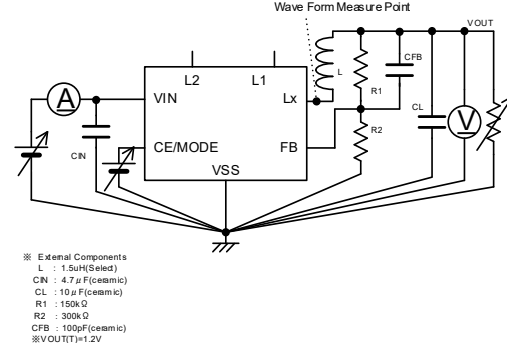 Wave Form Measure Point
VOUT
L2
L1
CFB
L
R1
A
VIN
Lx
CL
V
R2
CIN
CE/MODE
FB
VSS
※ External Components
L : 1.5uH(Select)
CIN : 4.7μF(ceramic)
CL : 10μF(ceramic)
R1 : 150kΩ
R2 : 300kΩ
CFB : 100pF(ceramic)
※VOUT(T)=1.2V